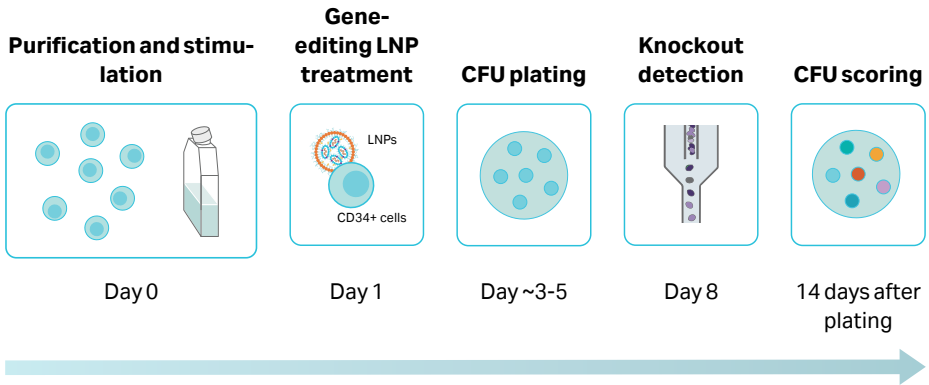 Purification and stimu-
lation
Gene-
editing LNP
treatment
CFU plating
Knockout
detection
CFU scoring
LNPs
CD34+ cells
Day 0
Day 1
Day ~3-5
Day 8
14 days after
plating